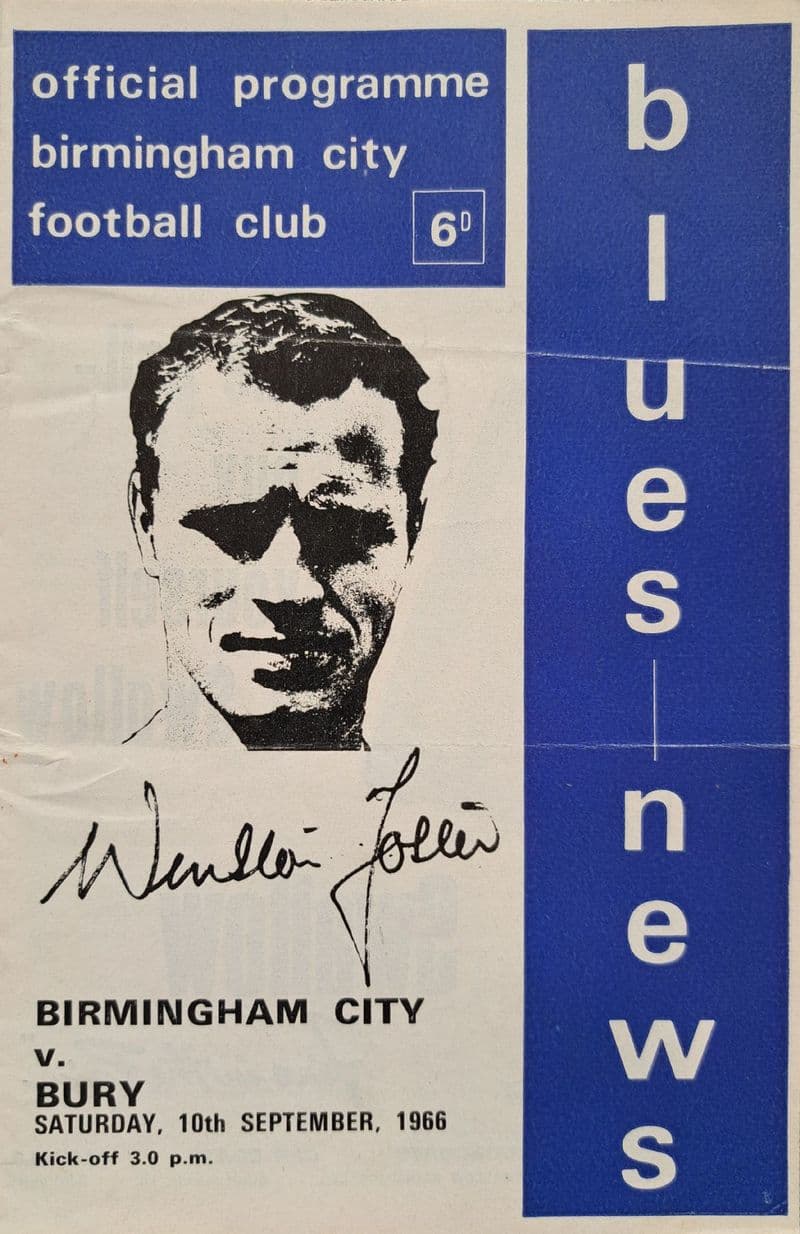 official programme
birmingham city
football club
6D
blues news
Winston Foster
BIRMINGHAM CITY
v.
BURY
SATURDAY, 10th SEPTEMBER, 1966
Kick-off 3.0 p.m.